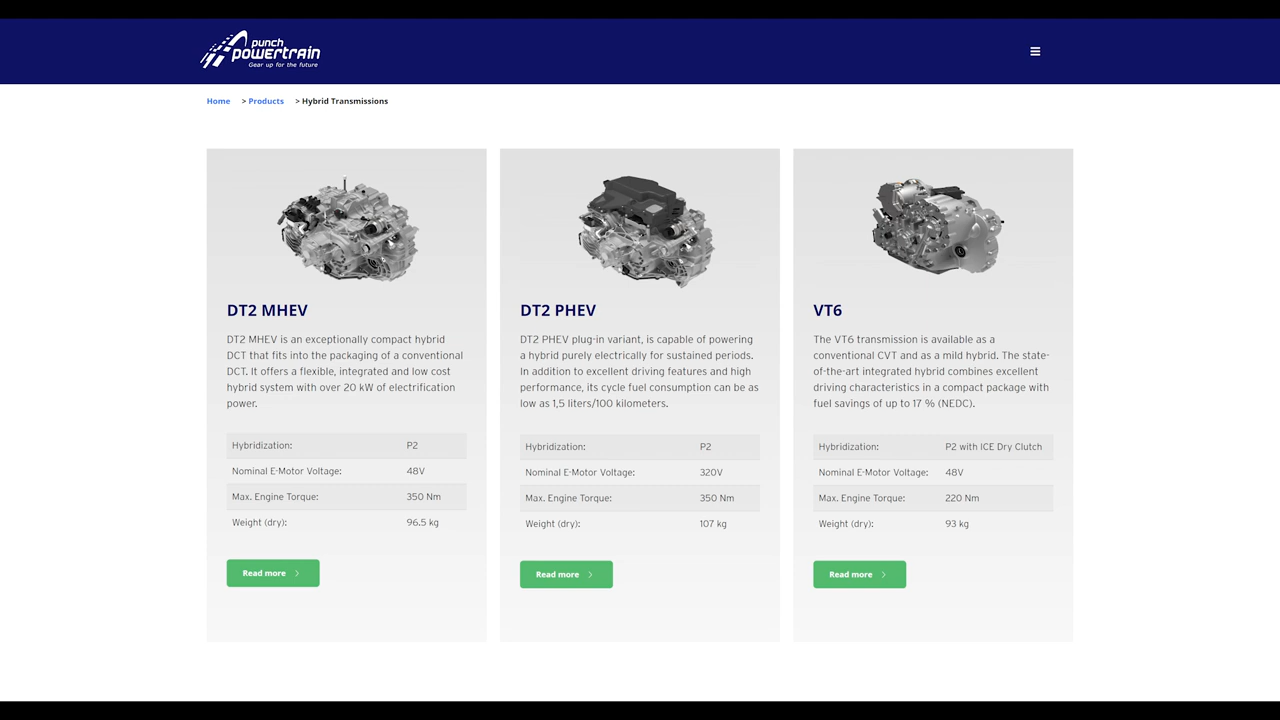 punch
powertrain
Gear up for the future
Home > Products > Hybrid Transmissions
DT2 MHEV
DT2 MHEV is an exceptionally compact hybrid
DCT that fits into the packaging of a conventional
DCT. It offers a flexible, integrated and low cost
hybrid system with over 20 kW of electrification
power.
Hybridization: P2
Nominal E-Motor Voltage: 48V
Max. Engine Torque: 350 Nm
Weight (dry): 96.5 kg
Read more
DT2 PHEV
DT2 PHEV plug-in variant, is capable of powering
a hybrid purely electrically for sustained periods.
In addition to excellent driving features and high
performance, its cycle fuel consumption can be as
low as 1,5 liters/100 kilometers.
Hybridization: P2
Nominal E-Motor Voltage: 320V
Max. Engine Torque: 350 Nm
Weight (dry): 107 kg
Read more
VT6
The VT6 transmission is available as a
conventional CVT and as a mild hybrid. The state-
of-the-art integrated hybrid combines excellent
driving characteristics in a compact package with
fuel savings of up to 17 % (NEDC).
Hybridization: P2 with ICE Dry Clutch
Nominal E-Motor Voltage: 48V
Max. Engine Torque: 220 Nm
Weight (dry): 93 kg
Read more